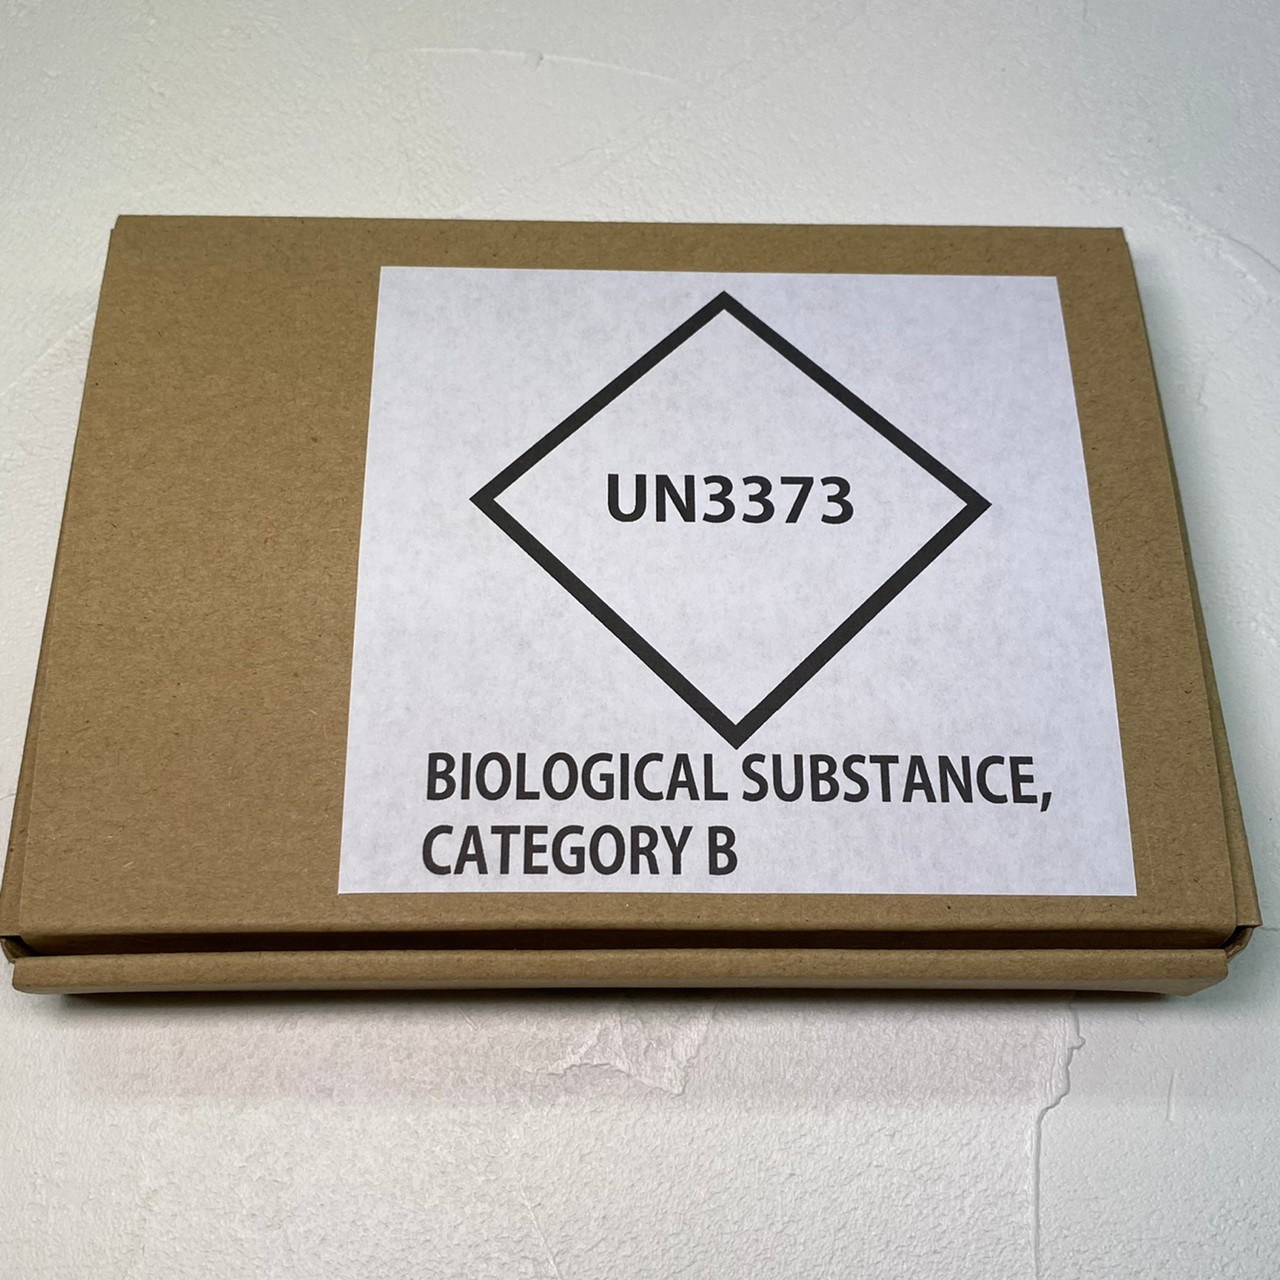 UN3373
BIOLOGICAL SUBSTANCE,
CATEGORY B